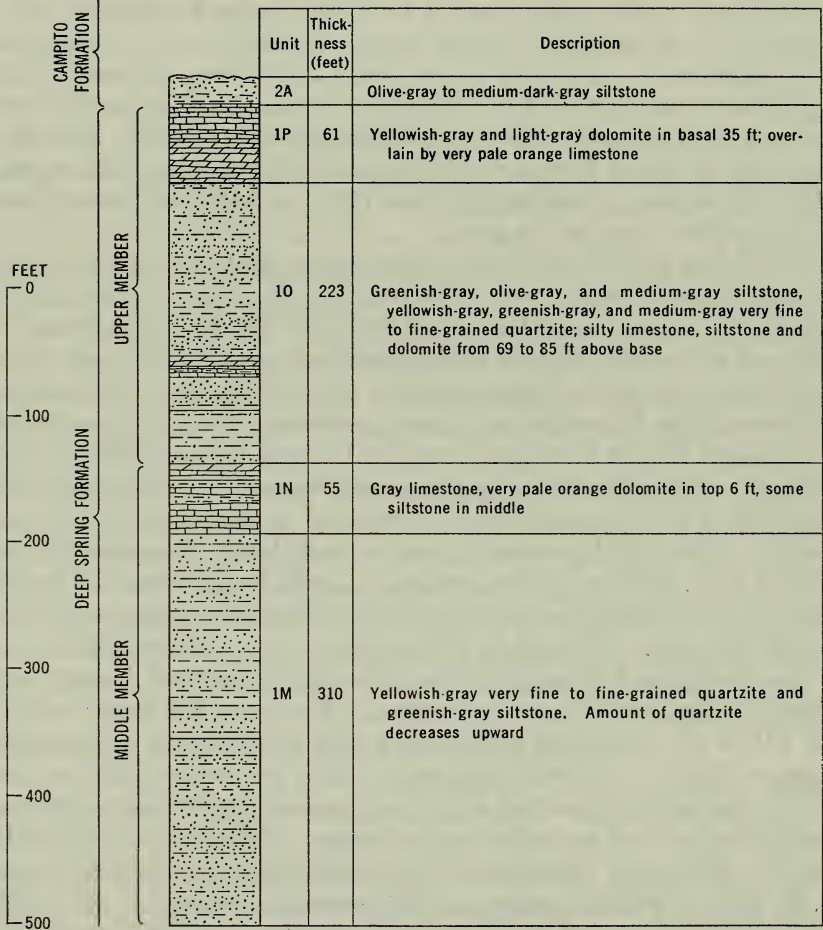 CAMPITO
FORMATION
DEEP SPRING FORMATION
UPPER MEMBER
MIDDLE MEMBER
FEET
0
100
200
300
400
500
Unit
Thick-
ness
(feet)
Description
2A
Olive-gray to medium-dark-gray siltstone
1P
61
Yellowish-gray and light-gray dolomite in basal 35 ft; over-
lain by very pale orange limestone
1O
223
Greenish-gray, olive-gray, and medium-gray siltstone,
yellowish-gray, greenish-gray, and medium-gray very fine
to fine-grained quartzite; silty limestone, siltstone and
dolomite from 69 to 85 ft above base
1N
55
Gray limestone, very pale orange dolomite in top 6 ft, some
siltstone in middle
1M
310
Yellowish-gray very fine to fine-grained quartzite and
greenish-gray siltstone. Amount of quartzite
decreases upward